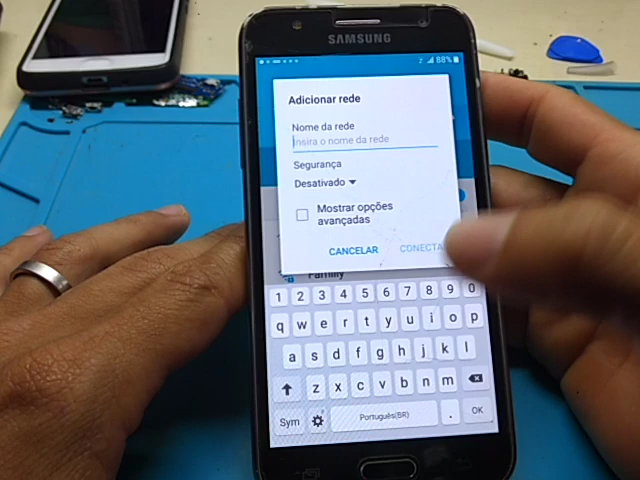 SAMSUNG
88%
Adicionar rede
Nome da rede
Insira o nome da rede
Segurança
Desativado
Mostrar opções
avançadas
CANCELAR CONECTA
Familly
1 2 3 4 5 6 7 8 9 0
q w e r t y u i o p
a s d f g h j k l
z x c v b n m
Sym Português(BR) . OK